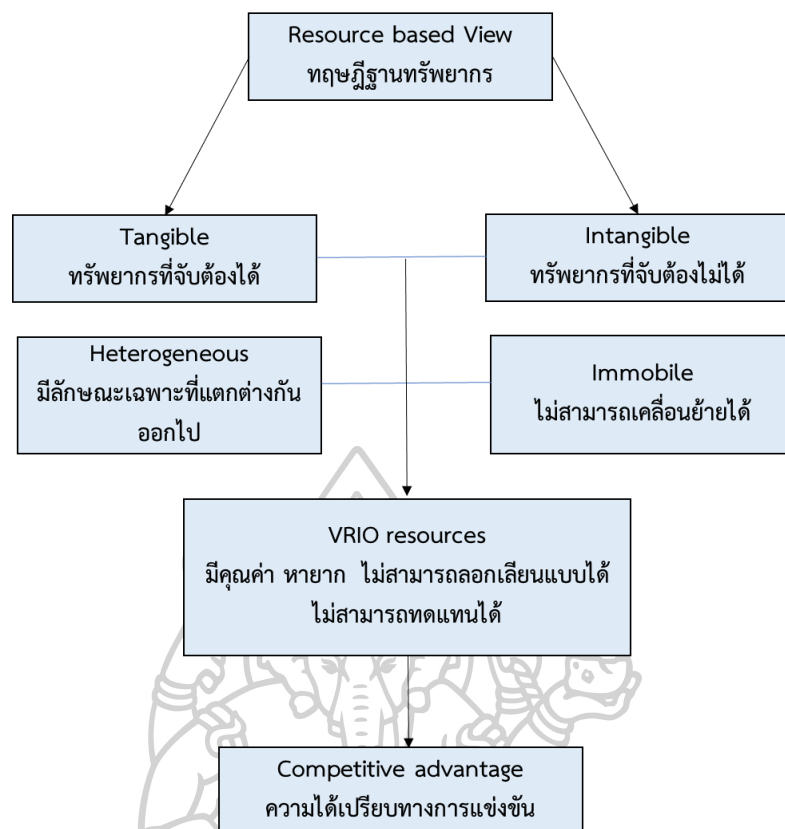 Resource based View
ทฤษฎีฐานทรัพยากร
Tangible
ทรัพยากรที่จับต้องได้
Intangible
ทรัพยากรที่จับต้องไม่ได้
Heterogeneous
มีลักษณะเฉพาะที่แตกต่างกัน
ออกไป
Immobile
ไม่สามารถเคลื่อนย้ายได้
VRIO resources
มีคุณค่า หายาก ไม่สามารถลอกเลียนแบบได้
ไม่สามารถทดแทนได้
Competitive advantage
ความได้เปรียบทางการแข่งขัน